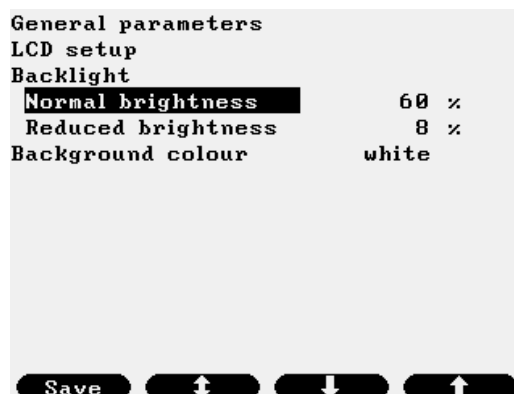 General parameters
LCD setup
Backlight
Normal brightness 60 %
Reduced brightness 8 %
Background colour white
Save